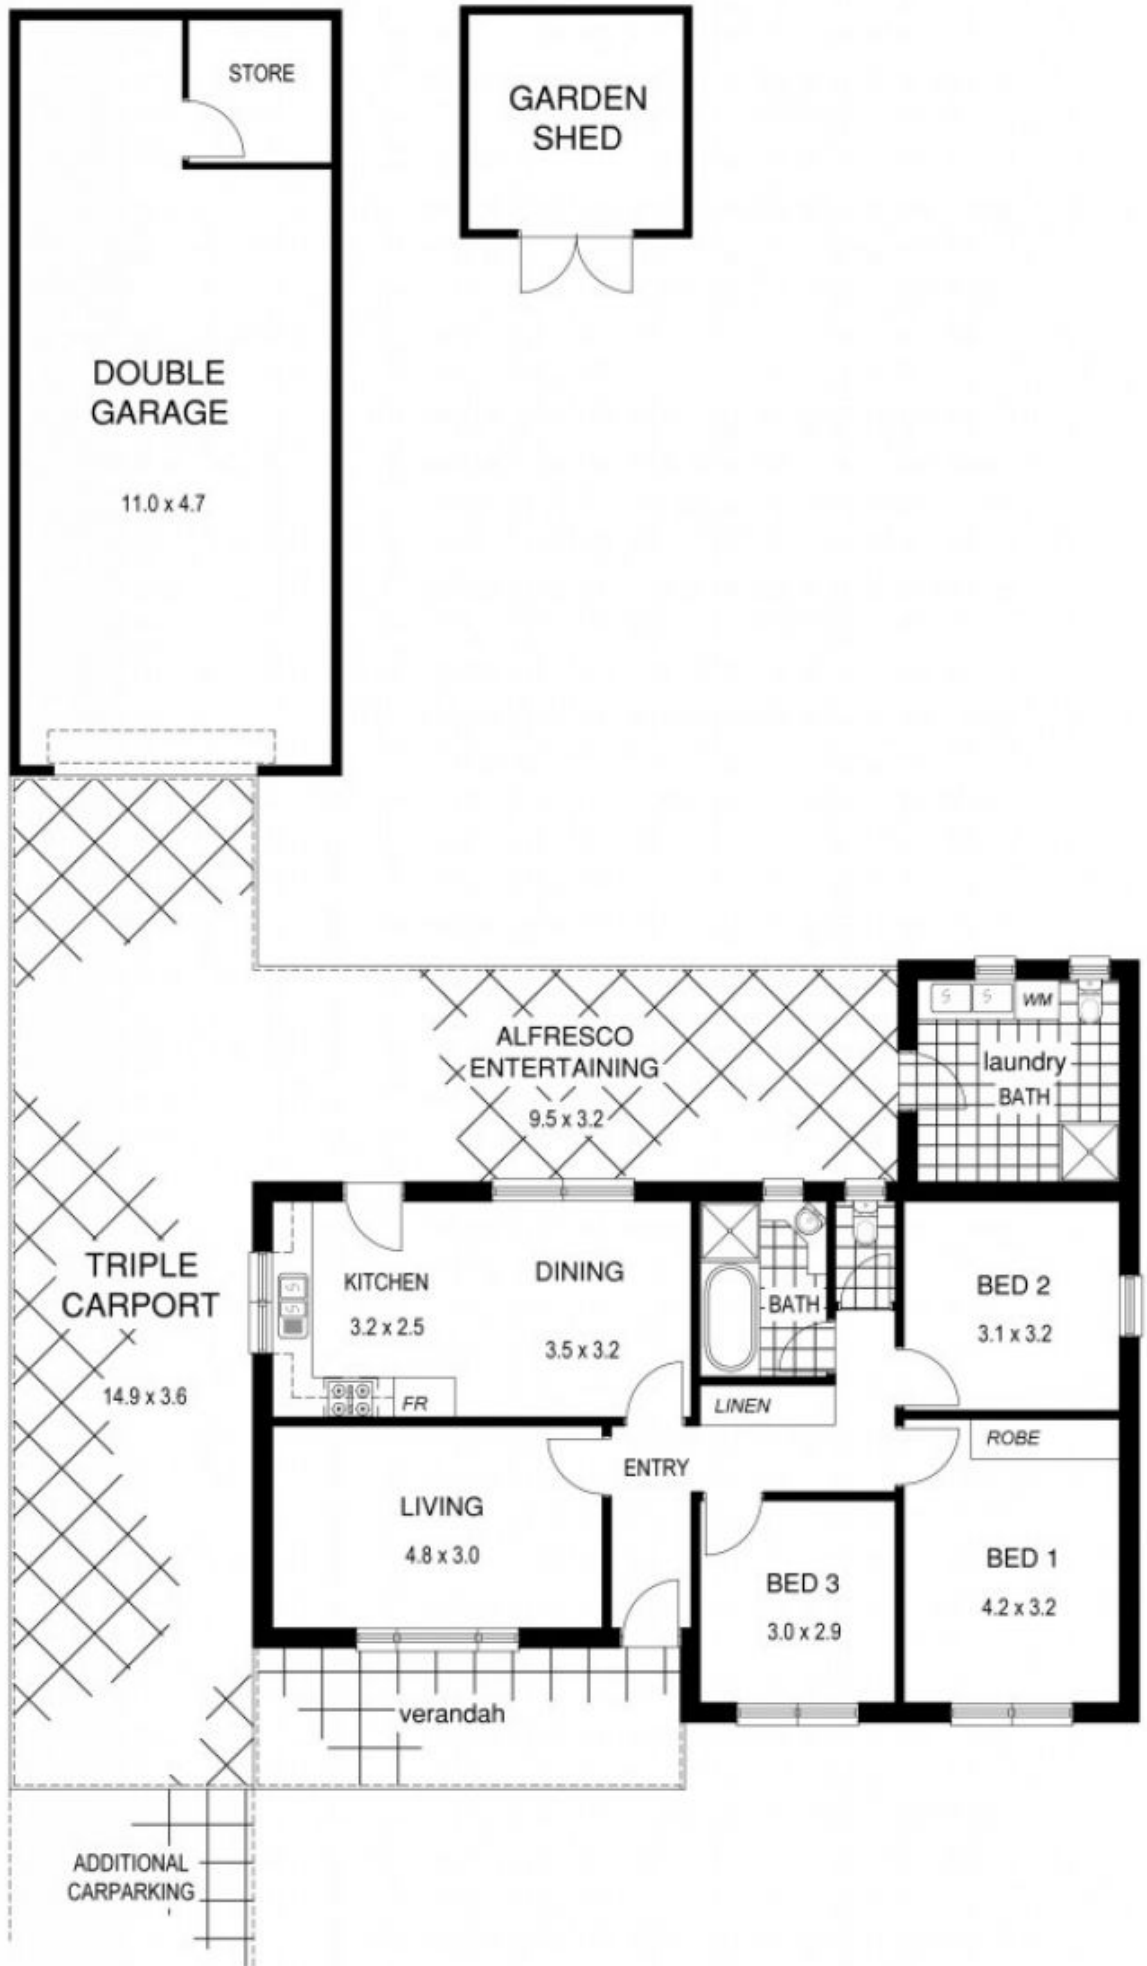 STORE
GARDEN
SHED
DOUBLE
GARAGE
11.0 x 4.7
ALFRESCO
ENTERTAINING
9.5 x 3.2
WM
laundry
BATH
TRIPLE
CARPORT
14.9 x 3.6
KITCHEN
3.2 x 2.5
DINING
3.5 x 3.2
BATH
BED 2
3.1 x 3.2
FR
LINEN
ROBE
ENTRY
LIVING
4.8 x 3.0
BED 3
3.0 x 2.9
BED 1
4.2 x 3.2
verandah
ADDITIONAL
CARPARKING